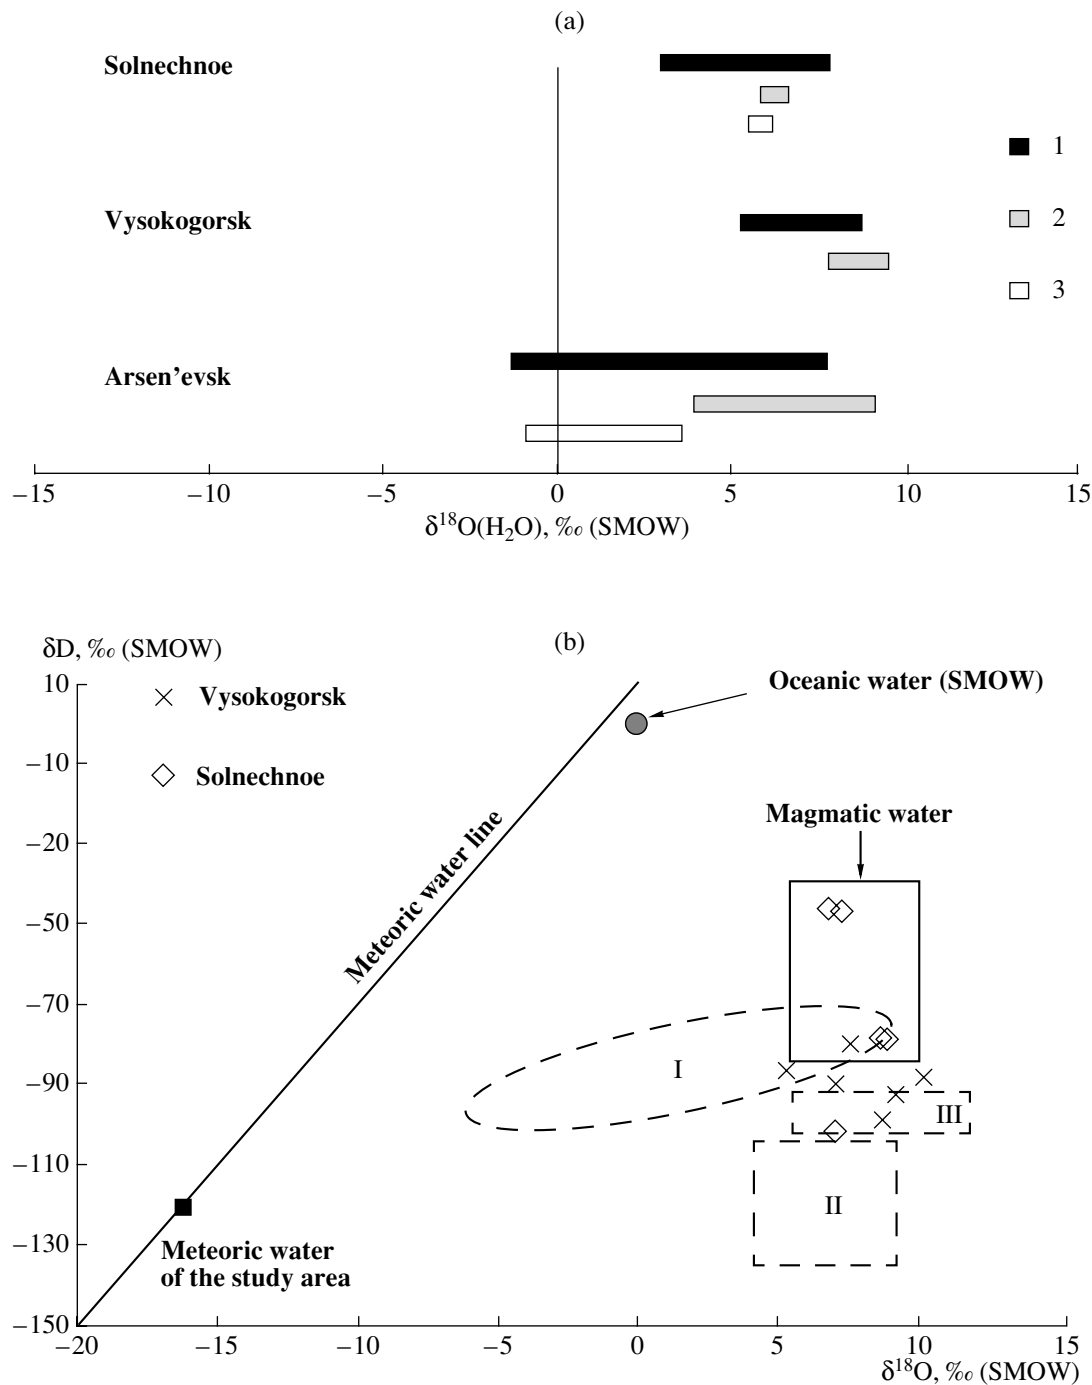 (a)
Solnechnoe
1
Vysokogorsk
2
3
Arsen’evsk
−15 −10 −5 0 5 10 15
δ18O(H2O), ‰ (SMOW)
(b)
δD, ‰ (SMOW)
10
Oceanic water (SMOW)
Vysokogorsk
−10
Solnechnoe
Magmatic water
−20
Meteoric water line
−50
−70
I
−90
III
−110
II
Meteoric water
of the study area
−130
−150
−20 −15 −10 −5 0 5 10 15
δ18O, ‰ (SMOW)